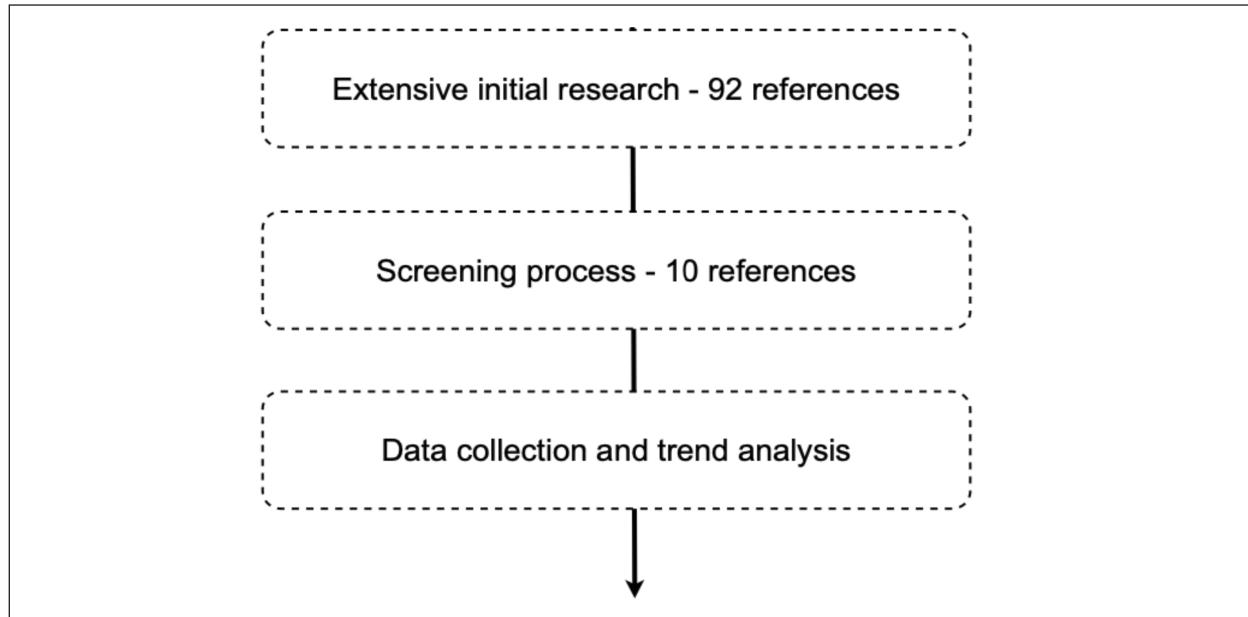 Extensive initial research - 92 references
Screening process - 10 references
Data collection and trend analysis